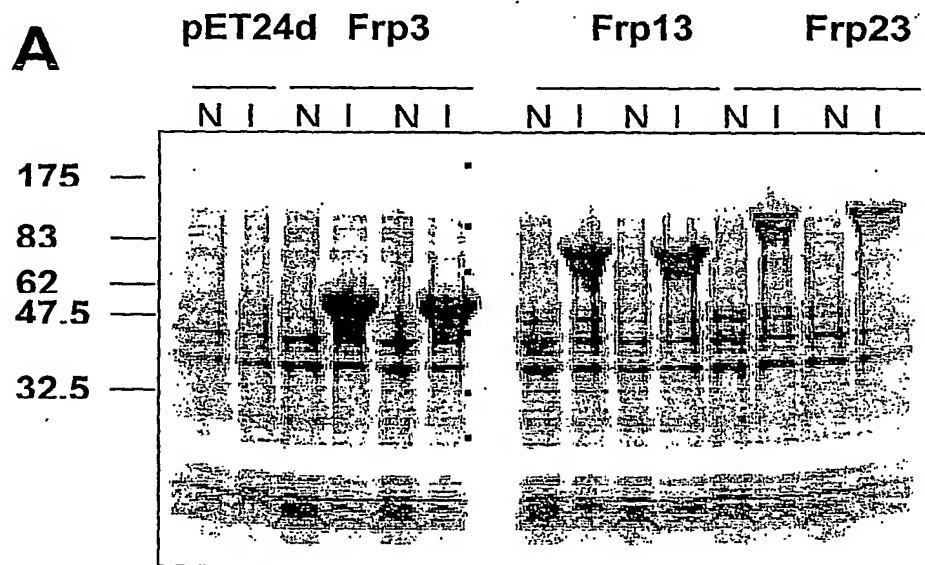 A
pET24d Frp3 Frp13 Frp23
N I N I N I N I N I N I N I
175
83
62
47.5
32.5